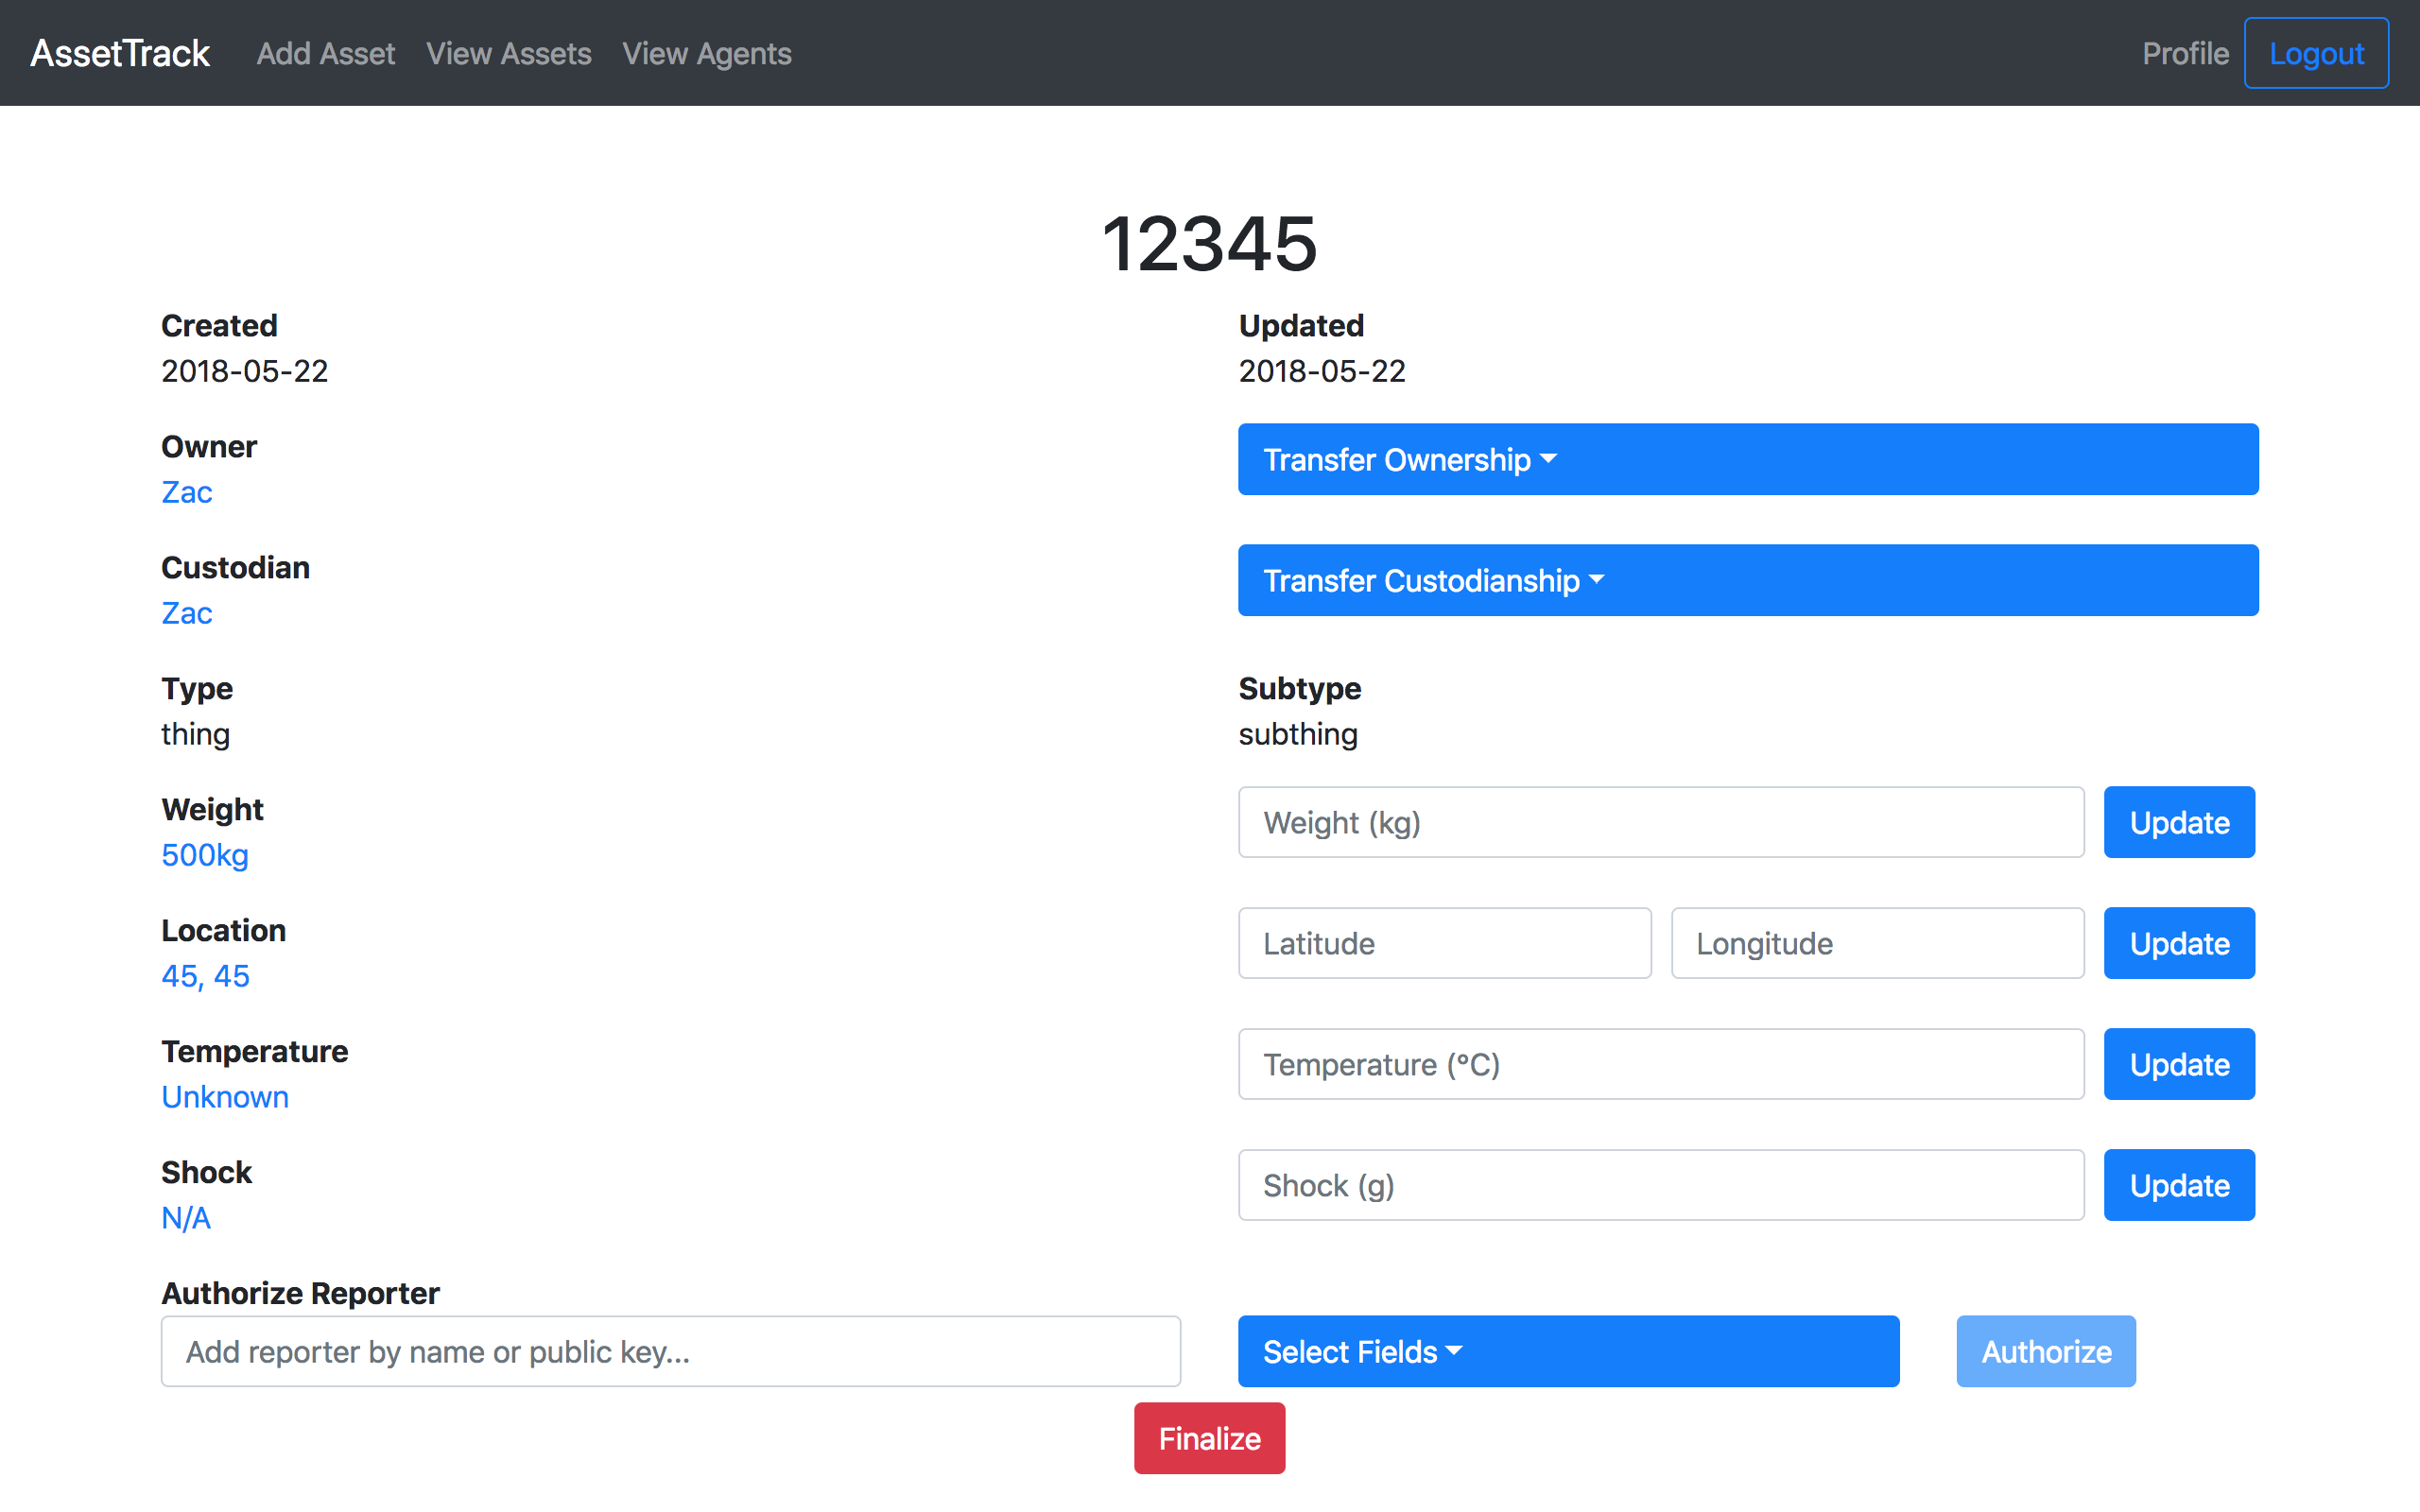 AssetTrack Add Asset View Assets View Agents Profile Logout
12345
Created Updated
2018-05-22 2018-05-22
Owner
Zac
Transfer Ownership
Custodian
Zac
Transfer Custodianship
Type Subtype
thing subthing
Weight
500kg
Weight (kg) Update
Location
45, 45
Latitude Longitude Update
Temperature
Unknown
Temperature (°C) Update
Shock
N/A
Shock (g) Update
Authorize Reporter
Add reporter by name or public key... Select Fields Authorize
Finalize